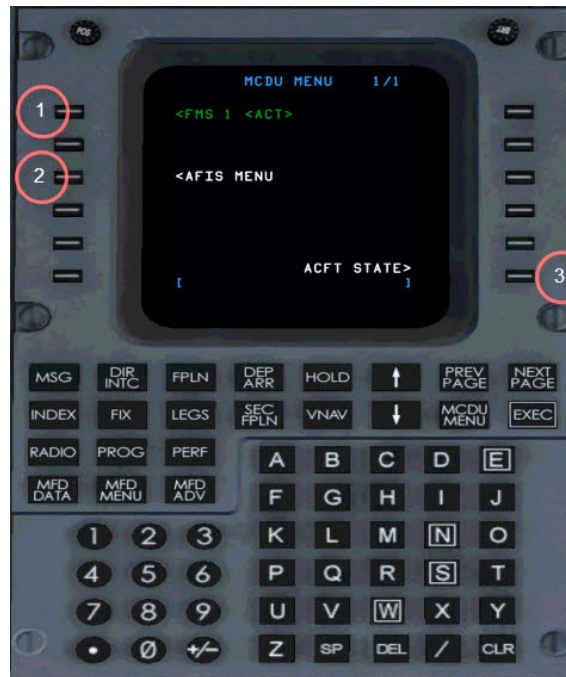 POS
BRT
MCDU MENU 1/1
1
<FMS 1 <ACT>
2
<AFIS MENU
ACFT STATE>
3
[ ]
MSG DIR INTC FPLN DEP ARR HOLD ↑ PREV PAGE NEXT PAGE
INDEX FIX LEGS SEC FPLN VNAV ↓ MCDU MENU EXEC
RADIO PROG PERF
MFD DATA MFD MENU MFD ADV
A B C D E
F G H I J
1 2 3 K L M N O
4 5 6 P Q R S T
7 8 9 U V W X Y
• Ø +/- Z SP DEL / CLR